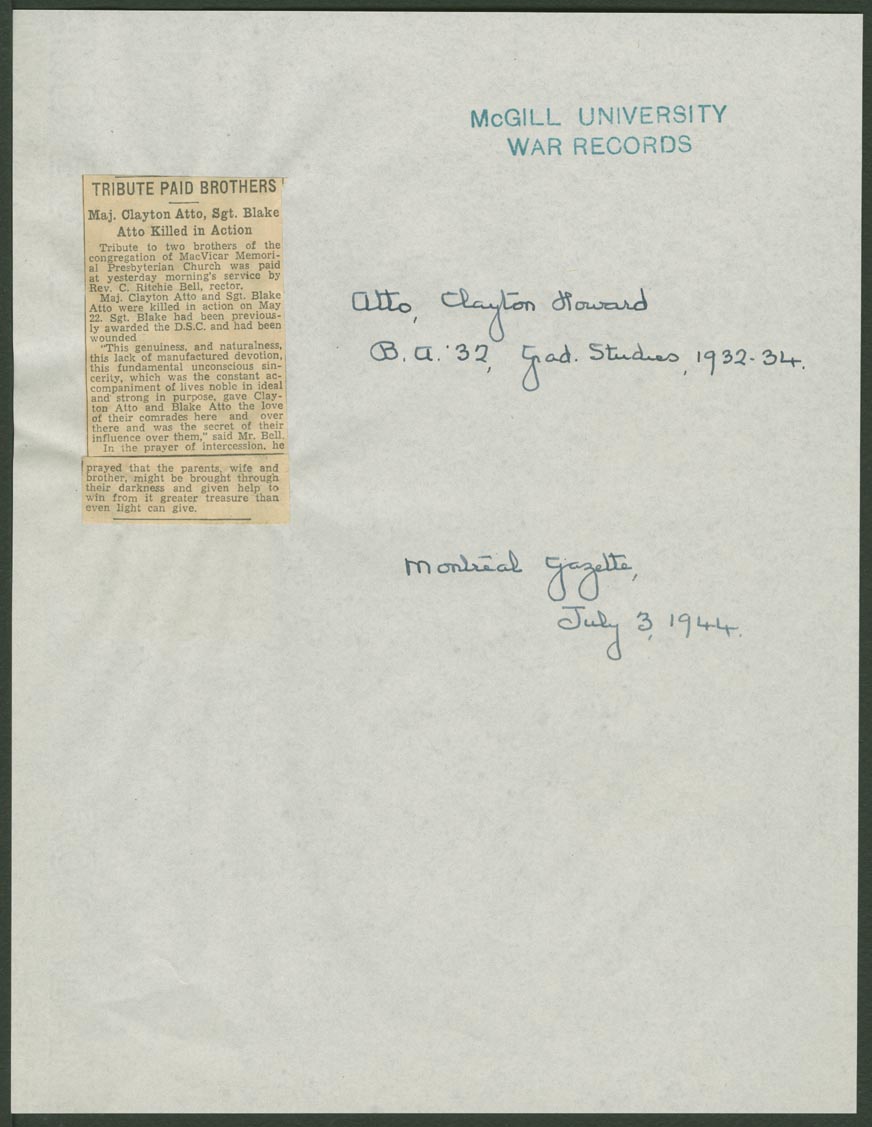 McGILL UNIVERSITY
WAR RECORDS
TRIBUTE PAID BROTHERS
Maj. Clayton Atto, Sgt. Blake
Atto Killed in Action
Tribute to two brothers of the
congregation of MacVicar Memori-
al Presbyterian Church was paid
at yesterday morning's service by
Rev. C. Ritchie Bell, rector,
Maj. Clayton Atto and Sgt. Blake
Atto were killed in action on May
22. Sgt. Blake had been previous-
ly awarded the D.S.C. and had been
wounded
"This genuiness, and naturalness,
this lack of manufactured devotion,
this fundamental unconscious sin-
cerity, which was the constant ac-
companiment of lives noble in ideal
and strong in purpose, gave Clay-
ton Atto and Blake Atto the love
of their comrades here and over
there and was the secret of their
influence over them," said Mr. Bell.
In the prayer of intercession, he
prayed that the parents, wife and
brother, might be brought through
their darkness and given help to
win from it greater treasure than
even light can give.
Atto, Clayton Howard
B.A. '32, Grad. Studies, 1932-34.
Montreal Gazette,
July 3, 1944.